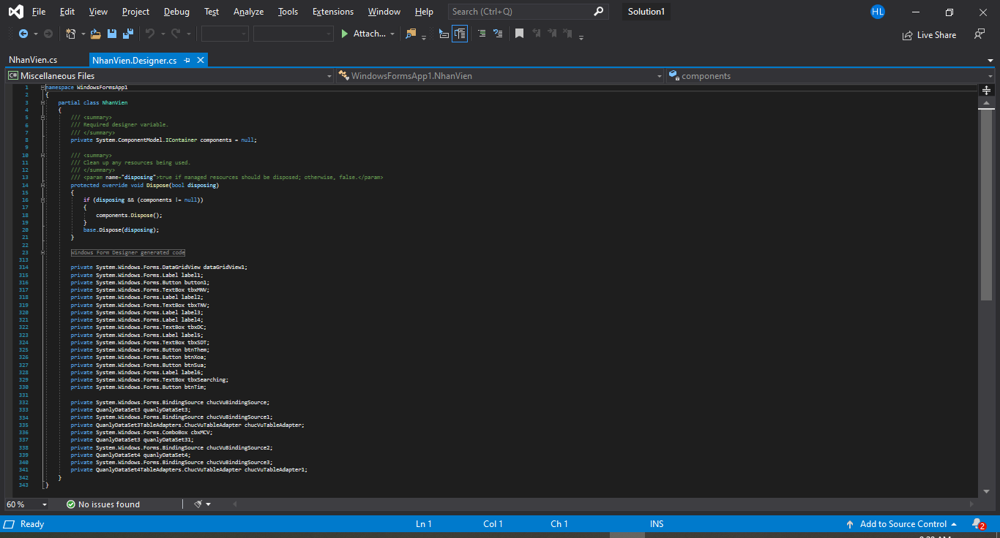 File Edit View Project Debug Test Analyze Tools Extensions Window Help Search (Ctrl+Q) Solution1 HL
Attach... Live Share
NhanVien.cs NhanVien.Designer.cs
C# Miscellaneous Files WindowsFormsApp1.NhanVien components
1 namespace WindowsFormsApp1
2 {
3 partial class NhanVien
4 {
5 /// <summary>
6 /// Required designer variable.
7 /// </summary>
8 private System.ComponentModel.IContainer components = null;
9
10 /// <summary>
11 /// Clean up any resources being used.
12 /// </summary>
13 /// <param name="disposing">true if managed resources should be disposed; otherwise, false.</param>
14 protected override void Dispose(bool disposing)
15 {
16 if (disposing && (components != null))
17 {
18 components.Dispose();
19 }
20 base.Dispose(disposing);
21 }
22
23 Windows Form Designer generated code
313
314 private System.Windows.Forms.DataGridView dataGridView1;
315 private System.Windows.Forms.Label label1;
316 private System.Windows.Forms.Button button1;
317 private System.Windows.Forms.TextBox tbxMNV;
318 private System.Windows.Forms.Label label2;
319 private System.Windows.Forms.TextBox tbxTNV;
320 private System.Windows.Forms.Label label3;
321 private System.Windows.Forms.Label label4;
322 private System.Windows.Forms.TextBox tbxDC;
323 private System.Windows.Forms.Label label5;
324 private System.Windows.Forms.TextBox tbxSDT;
325 private System.Windows.Forms.Button btnThem;
326 private System.Windows.Forms.Button btnXoa;
327 private System.Windows.Forms.Button btnSua;
328 private System.Windows.Forms.Label label6;
329 private System.Windows.Forms.TextBox tbxSearching;
330 private System.Windows.Forms.Button btnTim;
331
332 private System.Windows.Forms.BindingSource chucVuBindingSource;
333 private QuanlyDataSet3 quanlyDataSet3;
334 private System.Windows.Forms.BindingSource chucVuBindingSource1;
335 private QuanlyDataSet3TableAdapters.ChucVuTableAdapter chucVuTableAdapter;
336 private System.Windows.Forms.ComboBox cbxMCV;
337 private QuanlyDataSet3 quanlyDataSet31;
338 private System.Windows.Forms.BindingSource chucVuBindingSource2;
339 private QuanlyDataSet4 quanlyDataSet4;
340 private System.Windows.Forms.BindingSource chucVuBindingSource3;
341 private QuanlyDataSet4TableAdapters.ChucVuTableAdapter chucVuTableAdapter1;
342 }
343 }
60 % No issues found
Ready Ln 1 Col 1 Ch 1 INS Add to Source Control 2